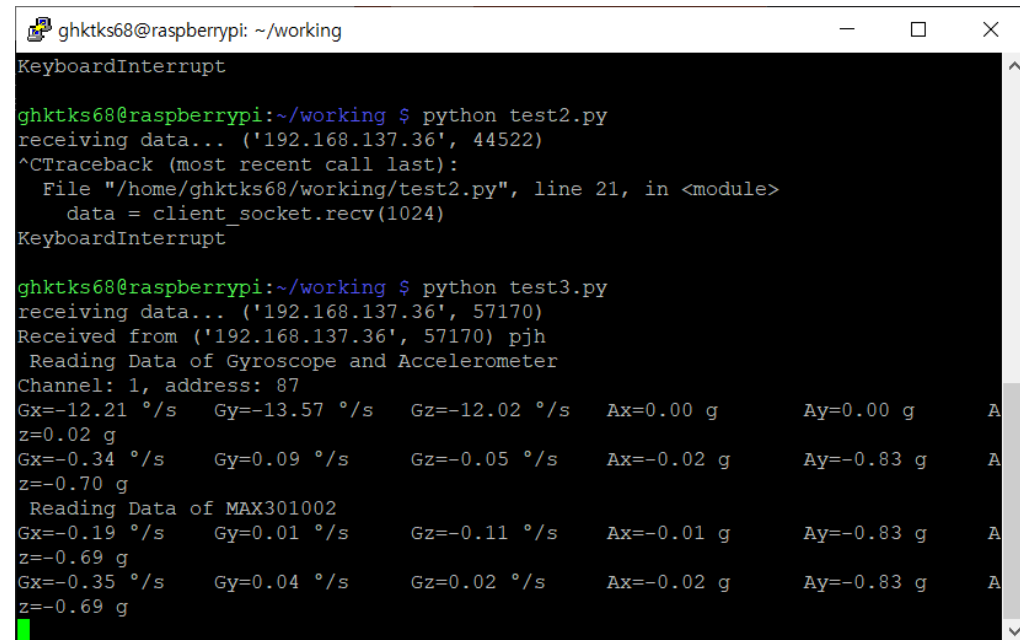 ghktks68@raspberrypi: ~/working
KeyboardInterrupt
ghktks68@raspberrypi:~/working $ python test2.py
receiving data... ('192.168.137.36', 44522)
^CTraceback (most recent call last):
  File "/home/ghktks68/working/test2.py", line 21, in <module>
    data = client_socket.recv(1024)
KeyboardInterrupt
ghktks68@raspberrypi:~/working $ python test3.py
receiving data... ('192.168.137.36', 57170)
Received from ('192.168.137.36', 57170) pjh
 Reading Data of Gyroscope and Accelerometer
Channel: 1, address: 87
Gx=-12.21 °/s   Gy=-13.57 °/s   Gz=-12.02 °/s   Ax=0.00 g       Ay=0.00 g      A
z=0.02 g
Gx=-0.34 °/s    Gy=0.09 °/s     Gz=-0.05 °/s    Ax=-0.02 g      Ay=-0.83 g     A
z=-0.70 g
 Reading Data of MAX301002
Gx=-0.19 °/s    Gy=0.01 °/s     Gz=-0.11 °/s    Ax=-0.01 g      Ay=-0.83 g     A
z=-0.69 g
Gx=-0.35 °/s    Gy=0.04 °/s     Gz=0.02 °/s     Ax=-0.02 g      Ay=-0.83 g     A
z=-0.69 g